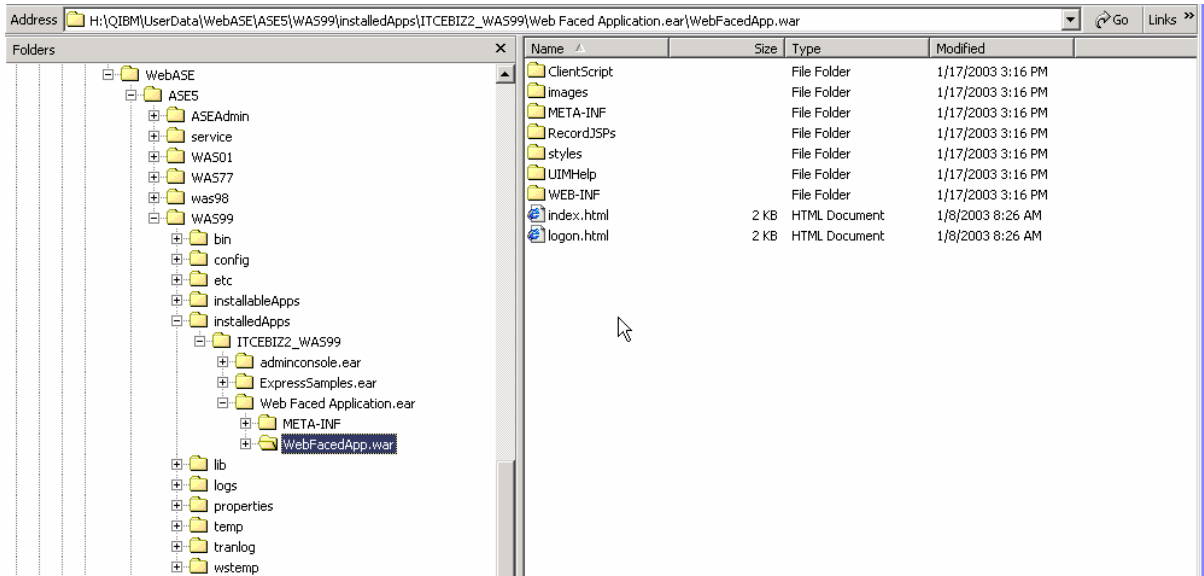 Address H:\QIBM\UserData\WebASE\ASE5\WAS99\installedApps\ITCEBIZ2_WAS99\Web Faced Application.ear\WebFacedApp.war Go Links »
Folders
WebASE
ASE5
ASEAdmin
service
WAS01
WAS77
was98
WAS99
bin
config
etc
installableApps
installedApps
ITCEBIZ2_WAS99
adminconsole.ear
ExpressSamples.ear
Web Faced Application.ear
META-INF
WebFacedApp.war
lib
logs
properties
temp
tranlog
wstemp
Name Size Type Modified
ClientScript File Folder 1/17/2003 3:16 PM
images File Folder 1/17/2003 3:16 PM
META-INF File Folder 1/17/2003 3:16 PM
RecordJSPs File Folder 1/17/2003 3:16 PM
styles File Folder 1/17/2003 3:16 PM
UIMHelp File Folder 1/17/2003 3:16 PM
WEB-INF File Folder 1/17/2003 3:16 PM
index.html 2 KB HTML Document 1/8/2003 8:26 AM
logon.html 2 KB HTML Document 1/8/2003 8:26 AM